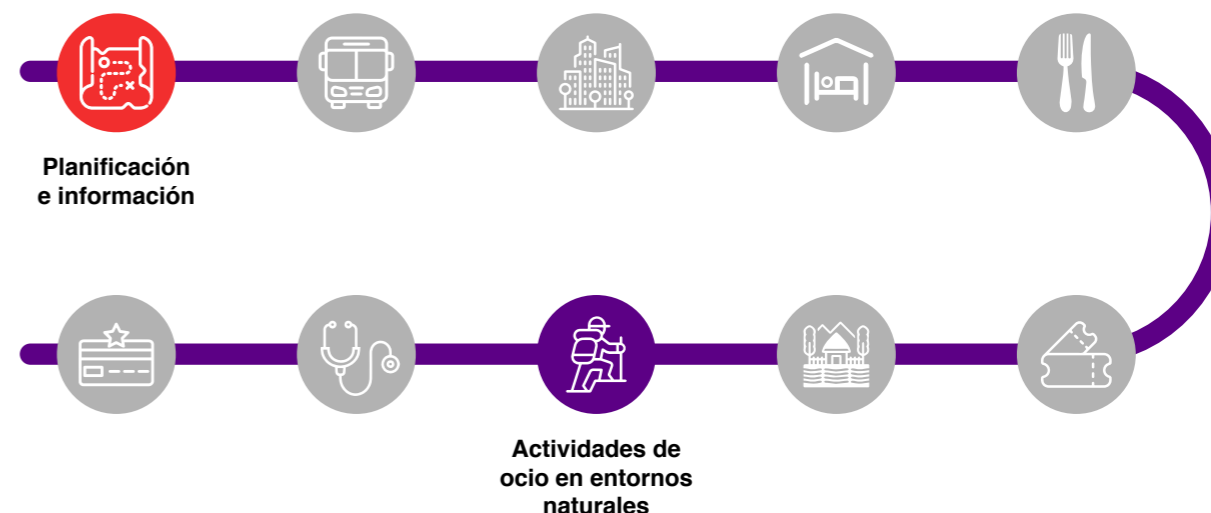 Planificación
e información
Actividades de
ocio en entornos
naturales